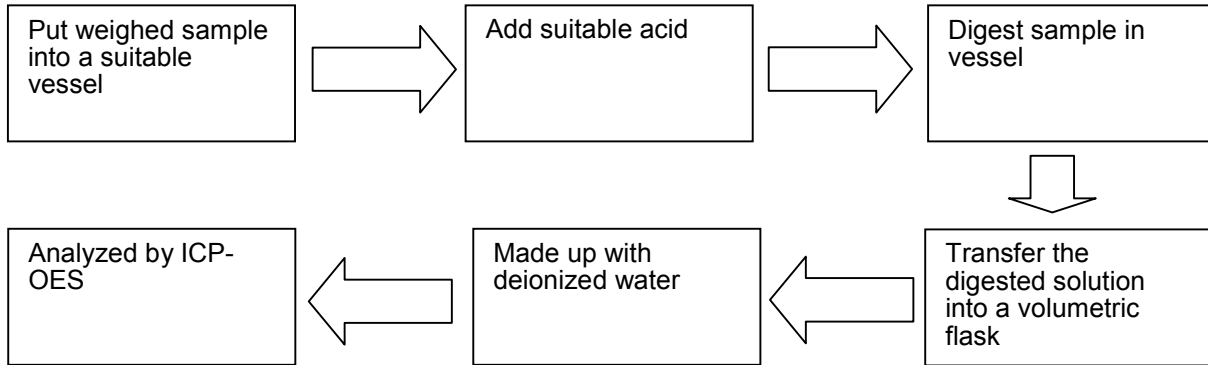 Put weighed sample
into a suitable
vessel
Add suitable acid
Digest sample in
vessel
Transfer the
digested solution
into a volumetric
flask
Made up with
deionized water
Analyzed by ICP-
OES